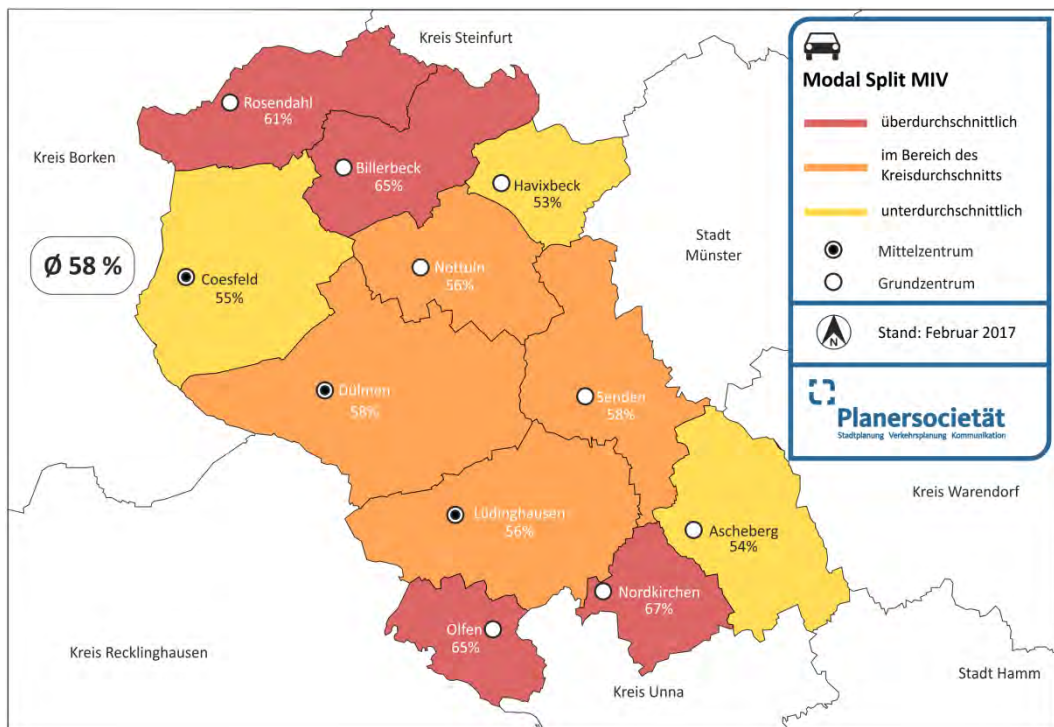 Kreis Steinfurt
Rosendahl
61%
Kreis Borken
Billerbeck
65%
Havixbeck
53%
Stadt
Münster
Ø 58 %
Coesfeld
55%
Nottuln
56%
Dülmen
58%
Senden
58%
Lüdinghausen
56%
Ascheberg
54%
Kreis Warendorf
Nordkirchen
67%
Olfen
65%
Kreis Recklinghausen
Kreis Unna
Stadt Hamm
Modal Split MIV
überdurchschnittlich
im Bereich des
Kreisdurchschnitts
unterdurchschnittlich
Mittelzentrum
Grundzentrum
N
Stand: Februar 2017
Planersocietät
Stadtplanung Verkehrsplanung Kommunikation